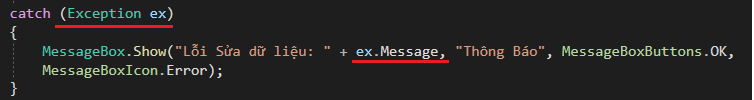 catch (Exception ex)
{
MessageBox.Show("Lỗi Sửa dữ liệu: " + ex.Message, "Thông Báo", MessageBoxButtons.OK,
MessageBoxIcon.Error);
}